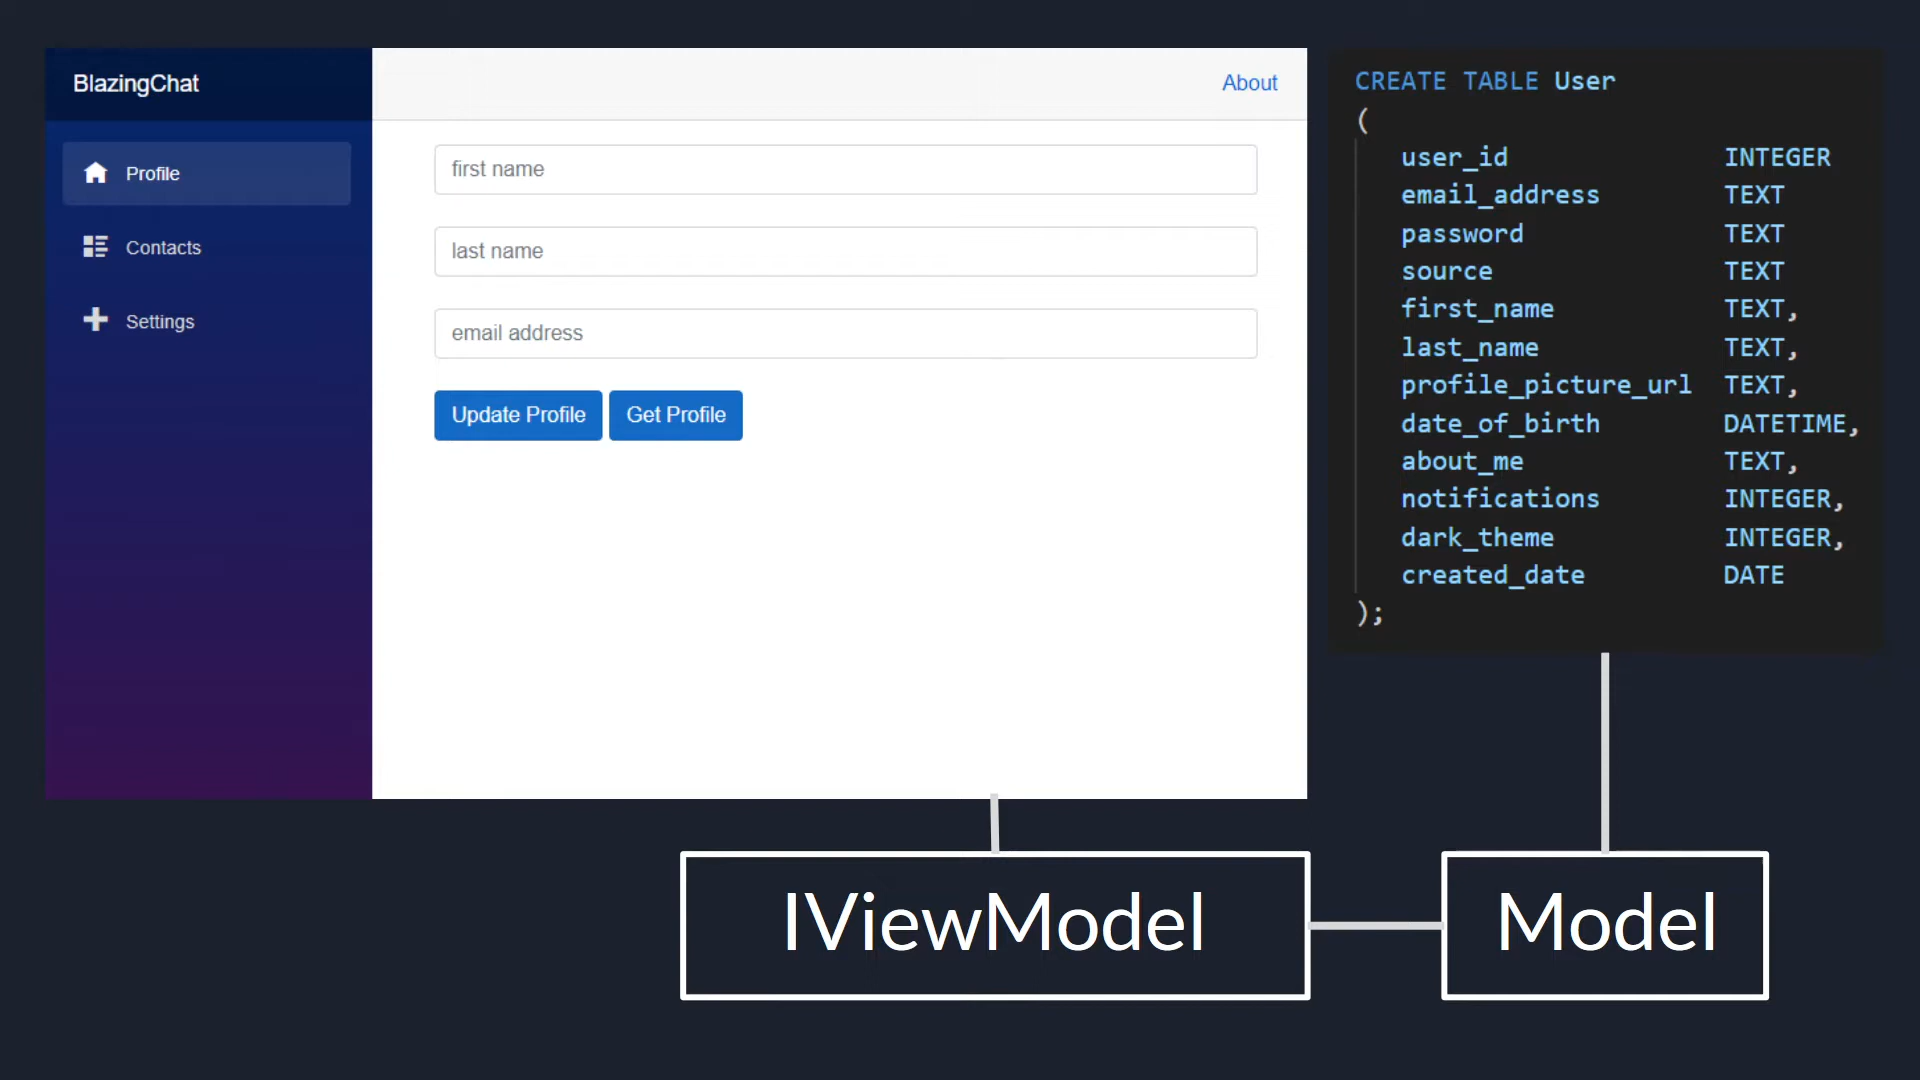 BlazingChat
About
Profile
Contacts
Settings
first name
last name
email address
Update Profile Get Profile
CREATE TABLE User
(
user_id INTEGER
email_address TEXT
password TEXT
source TEXT
first_name TEXT,
last_name TEXT,
profile_picture_url TEXT,
date_of_birth DATETIME,
about_me TEXT,
notifications INTEGER,
dark_theme INTEGER,
created_date DATE
);
IViewModel
Model